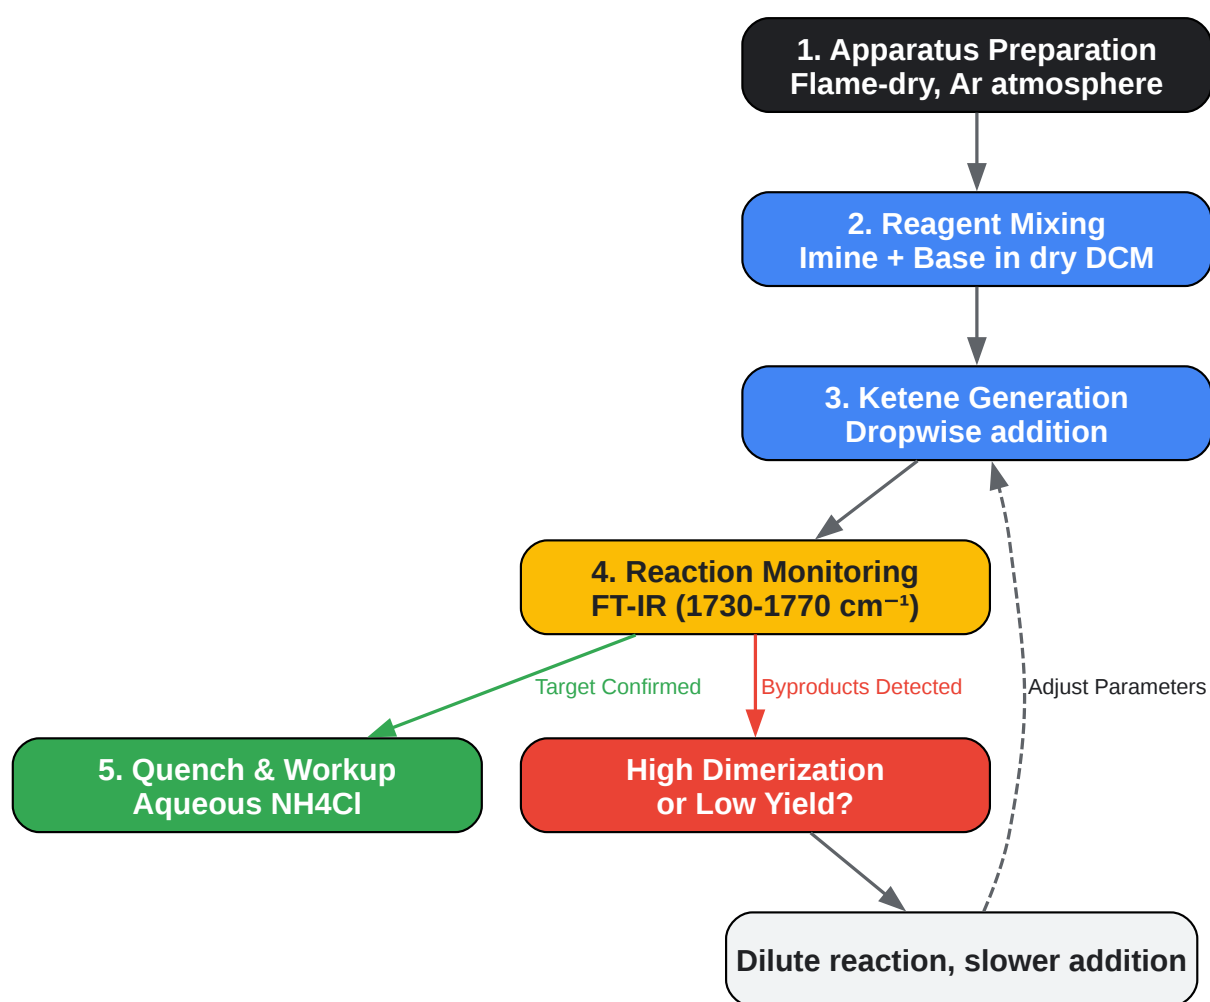 1. Apparatus Preparation
Flame-dry, Ar atmosphere
2. Reagent Mixing
Imine + Base in dry DCM
3. Ketene Generation
Dropwise addition
4. Reaction Monitoring
FT-IR (1730-1770 cm⁻¹)
Target Confirmed
Byproducts Detected
Adjust Parameters
5. Quench & Workup
Aqueous NH4Cl
High Dimerization
or Low Yield?
Dilute reaction, slower addition